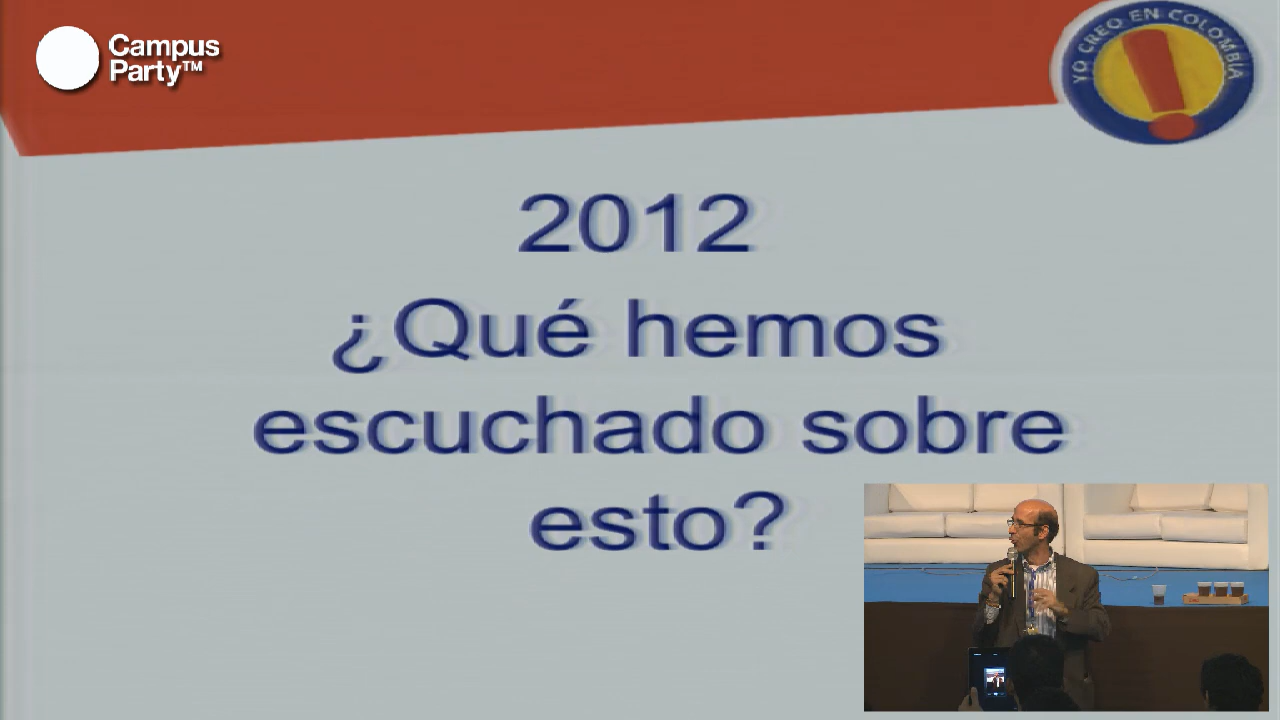 Campus
Party™
YO CREO EN COLOMBIA
2012
¿Qué hemos
escuchado sobre
esto?